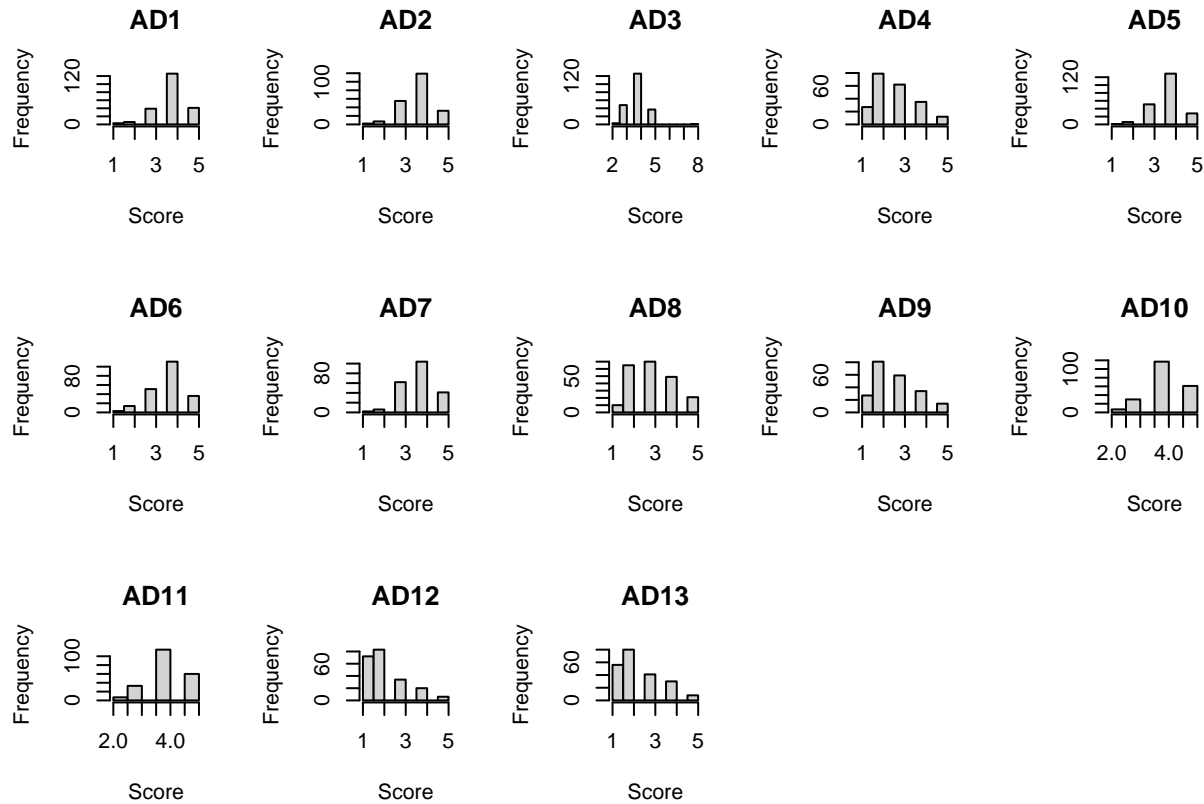 AD1
Frequency
0
120
1 3 5
Score
AD2
Frequency
0
100
1 3 5
Score
AD3
Frequency
0
120
2 5 8
Score
AD4
Frequency
0
60
1 3 5
Score
AD5
Frequency
0
120
1 3 5
Score
AD6
Frequency
0
80
1 3 5
Score
AD7
Frequency
0
80
1 3 5
Score
AD8
Frequency
0
50
1 3 5
Score
AD9
Frequency
0
60
1 3 5
Score
AD10
Frequency
0
100
2.0 4.0
Score
AD11
Frequency
0
100
2.0 4.0
Score
AD12
Frequency
0
60
1 3 5
Score
AD13
Frequency
0
60
1 3 5
Score